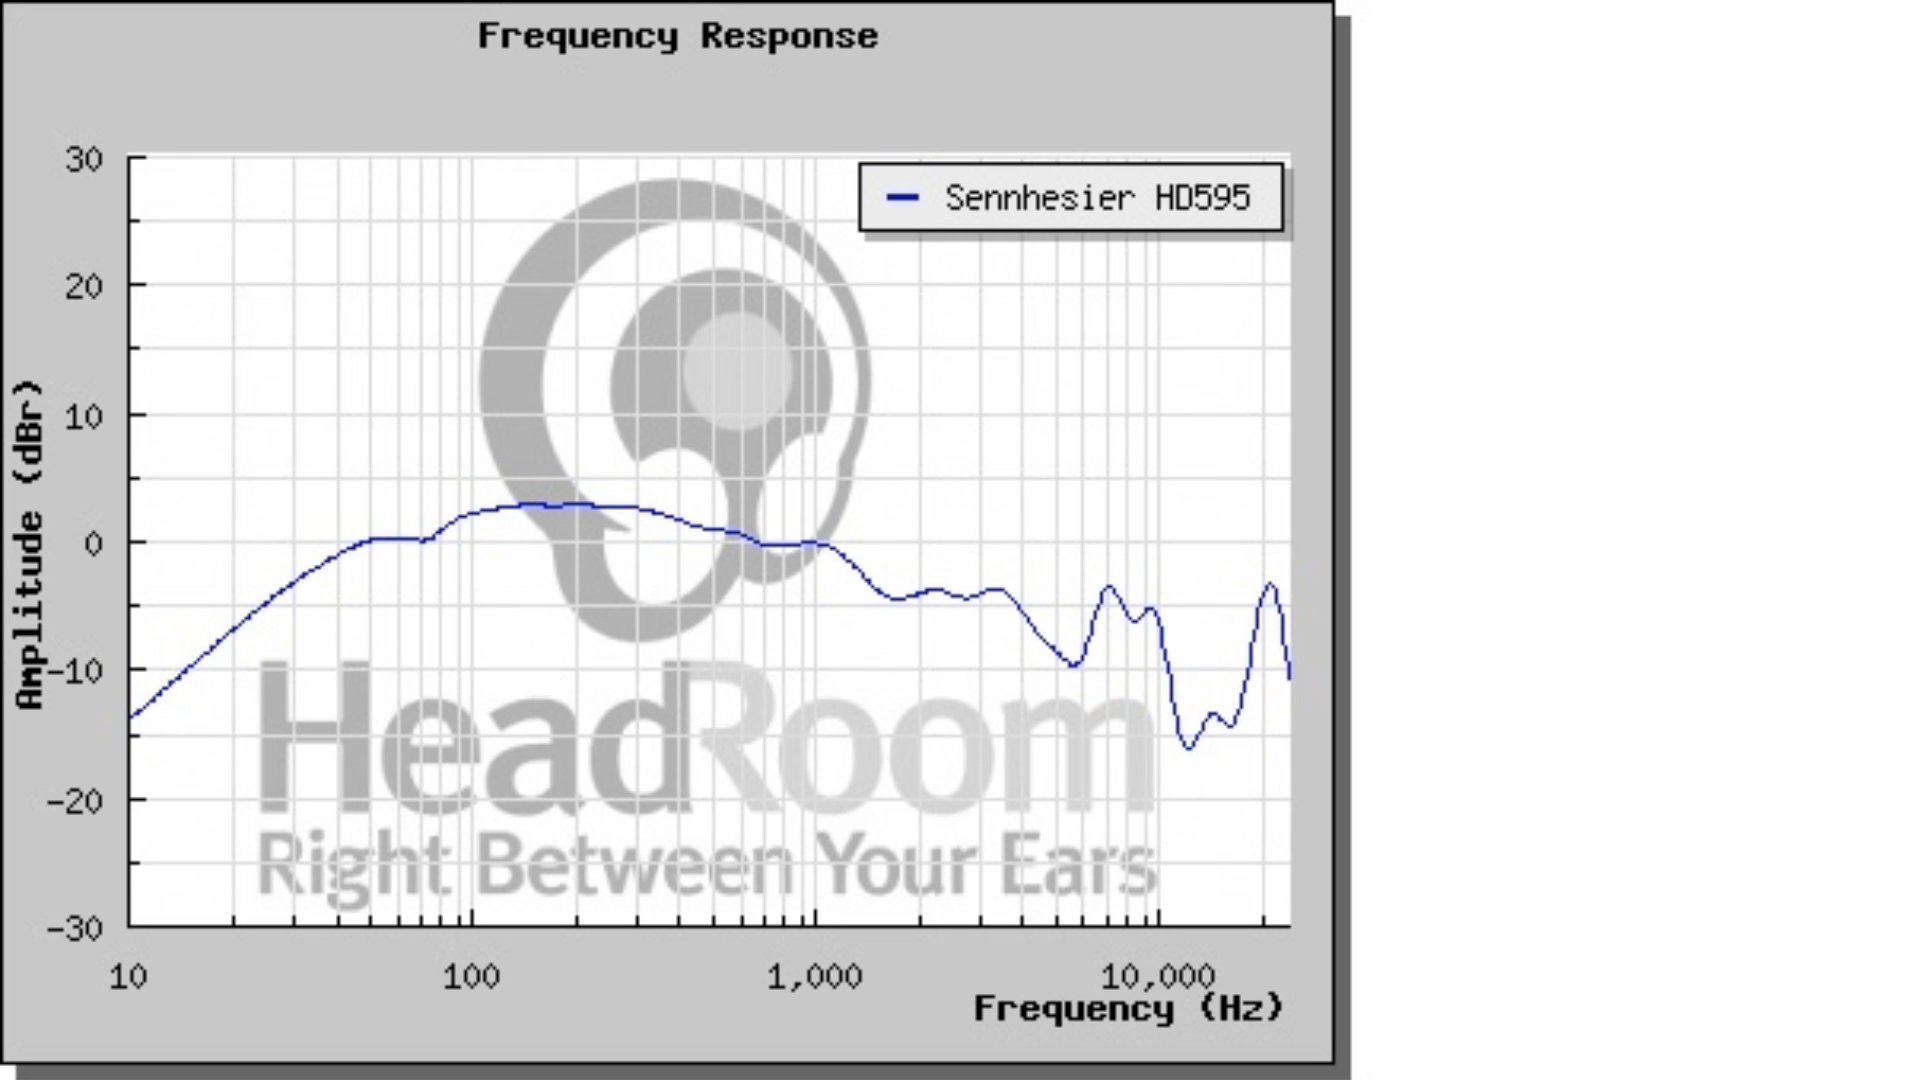 Frequency Response
Sennhesier HD595
30
20
10
0
-10
-20
-30
Amplitude (dBr)
HeadRoom
Right Between Your Ears
10 100 1,000 10,000
Frequency (Hz)